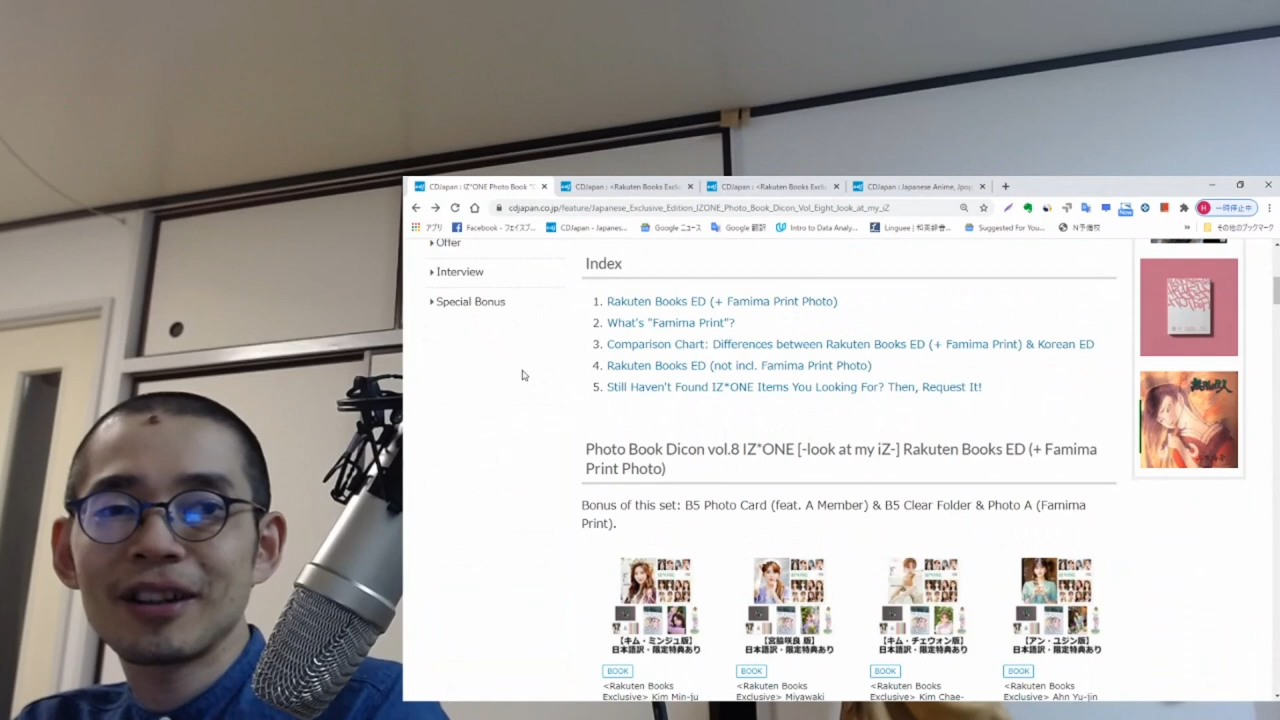 CDJapan : IZ*ONE Photo Book "D
CDJapan : <Rakuten Books Exclu
CDJapan : <Rakuten Books Exclu
CDJapan : Japanese Anime, Jpop
cdjapan.co.jp/feature/Japanese_Exclusive_Edition_IZONE_Photo_Book_Dicon_Vol_Eight_look_at_my_iZ
New
H 一時停止中
アプリ
Facebook - フェイスブ...
CDJapan - Japanes...
Google ニュース
Google 翻訳
Intro to Data Analy...
Linguee | 和英辞書...
Suggested For You...
N予備校
»
その他のブックマーク
Offer
Interview
Special Bonus
Index
1. Rakuten Books ED (+ Famima Print Photo)
2. What's "Famima Print"?
3. Comparison Chart: Differences between Rakuten Books ED (+ Famima Print) & Korean ED
4. Rakuten Books ED (not incl. Famima Print Photo)
5. Still Haven't Found IZ*ONE Items You Looking For? Then, Request It!
Photo Book Dicon vol.8 IZ*ONE [-look at my iZ-] Rakuten Books ED (+ Famima
Print Photo)
Bonus of this set: B5 Photo Card (feat. A Member) & B5 Clear Folder & Photo A (Famima
Print).
【キム・ミンジュ版】
日本語訳・限定特典あり
【宮脇咲良 版】
日本語訳・限定特典あり
【キム・チェウォン版】
日本語訳・限定特典あり
【アン・ユジン版】
日本語訳・限定特典あり
BOOK
BOOK
BOOK
BOOK
<Rakuten Books
Exclusive> Kim Min-ju
<Rakuten Books
Exclusive> Miyawaki
<Rakuten Books
Exclusive> Kim Chae-
<Rakuten Books
Exclusive> Ahn Yu-jin